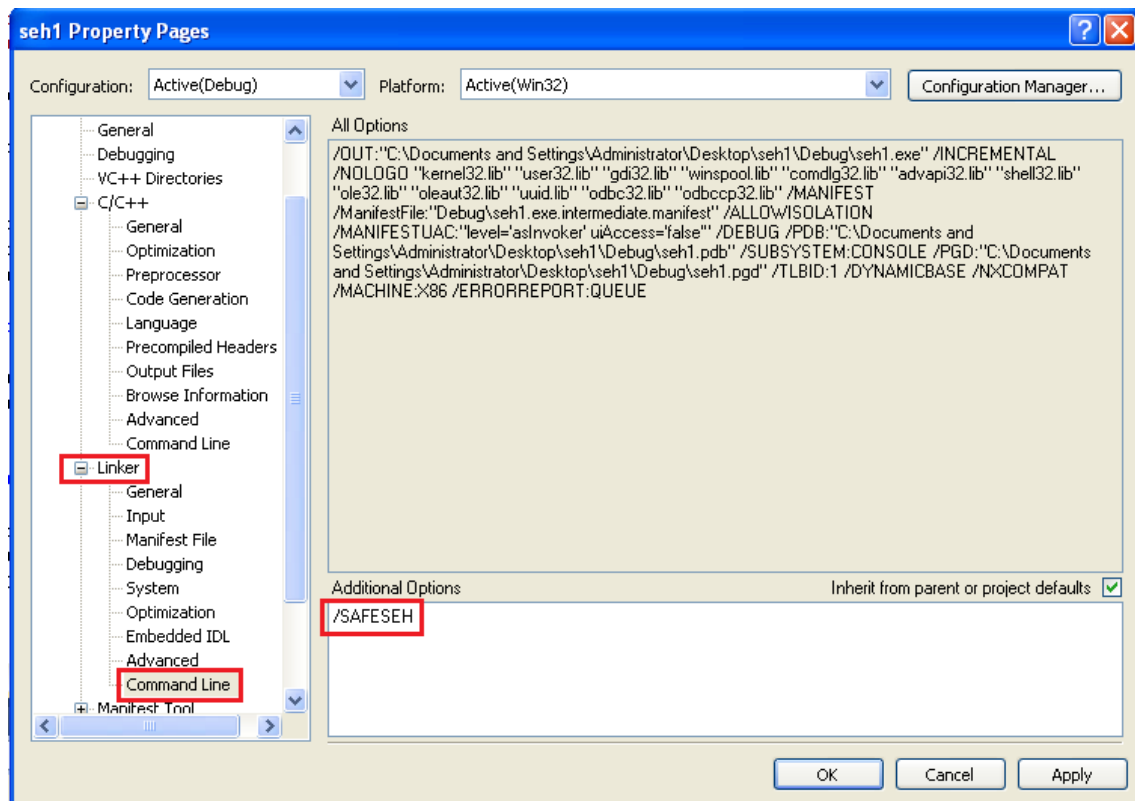 seh1 Property Pages
Configuration: Active(Debug) Platform: Active(Win32) Configuration Manager...
General
Debugging
VC++ Directories
C/C++
General
Optimization
Preprocessor
Code Generation
Language
Precompiled Headers
Output Files
Browse Information
Advanced
Command Line
Linker
General
Input
Manifest File
Debugging
System
Optimization
Embedded IDL
Advanced
Command Line
Manifest Tool
All Options
/OUT:"C:\Documents and Settings\Administrator\Desktop\seh1\Debug\seh1.exe" /INCREMENTAL
/NOLOGO "kernel32.lib" "user32.lib" "gdi32.lib" "winspool.lib" "comdlg32.lib" "advapi32.lib" "shell32.lib"
"ole32.lib" "oleaut32.lib" "uuid.lib" "odbc32.lib" "odbccp32.lib" /MANIFEST
/ManifestFile:"Debug\seh1.exe.intermediate.manifest" /ALLOWISOLATION
/MANIFESTUAC:"level='asInvoker' uiAccess='false'" /DEBUG /PDB:"C:\Documents and
Settings\Administrator\Desktop\seh1\Debug\seh1.pdb" /SUBSYSTEM:CONSOLE /PGD:"C:\Documents
and Settings\Administrator\Desktop\seh1\Debug\seh1.pgd" /TLBID:1 /DYNAMICBASE /NXCOMPAT
/MACHINE:X86 /ERRORREPORT:QUEUE
Additional Options Inherit from parent or project defaults
/SAFESEH
OK Cancel Apply